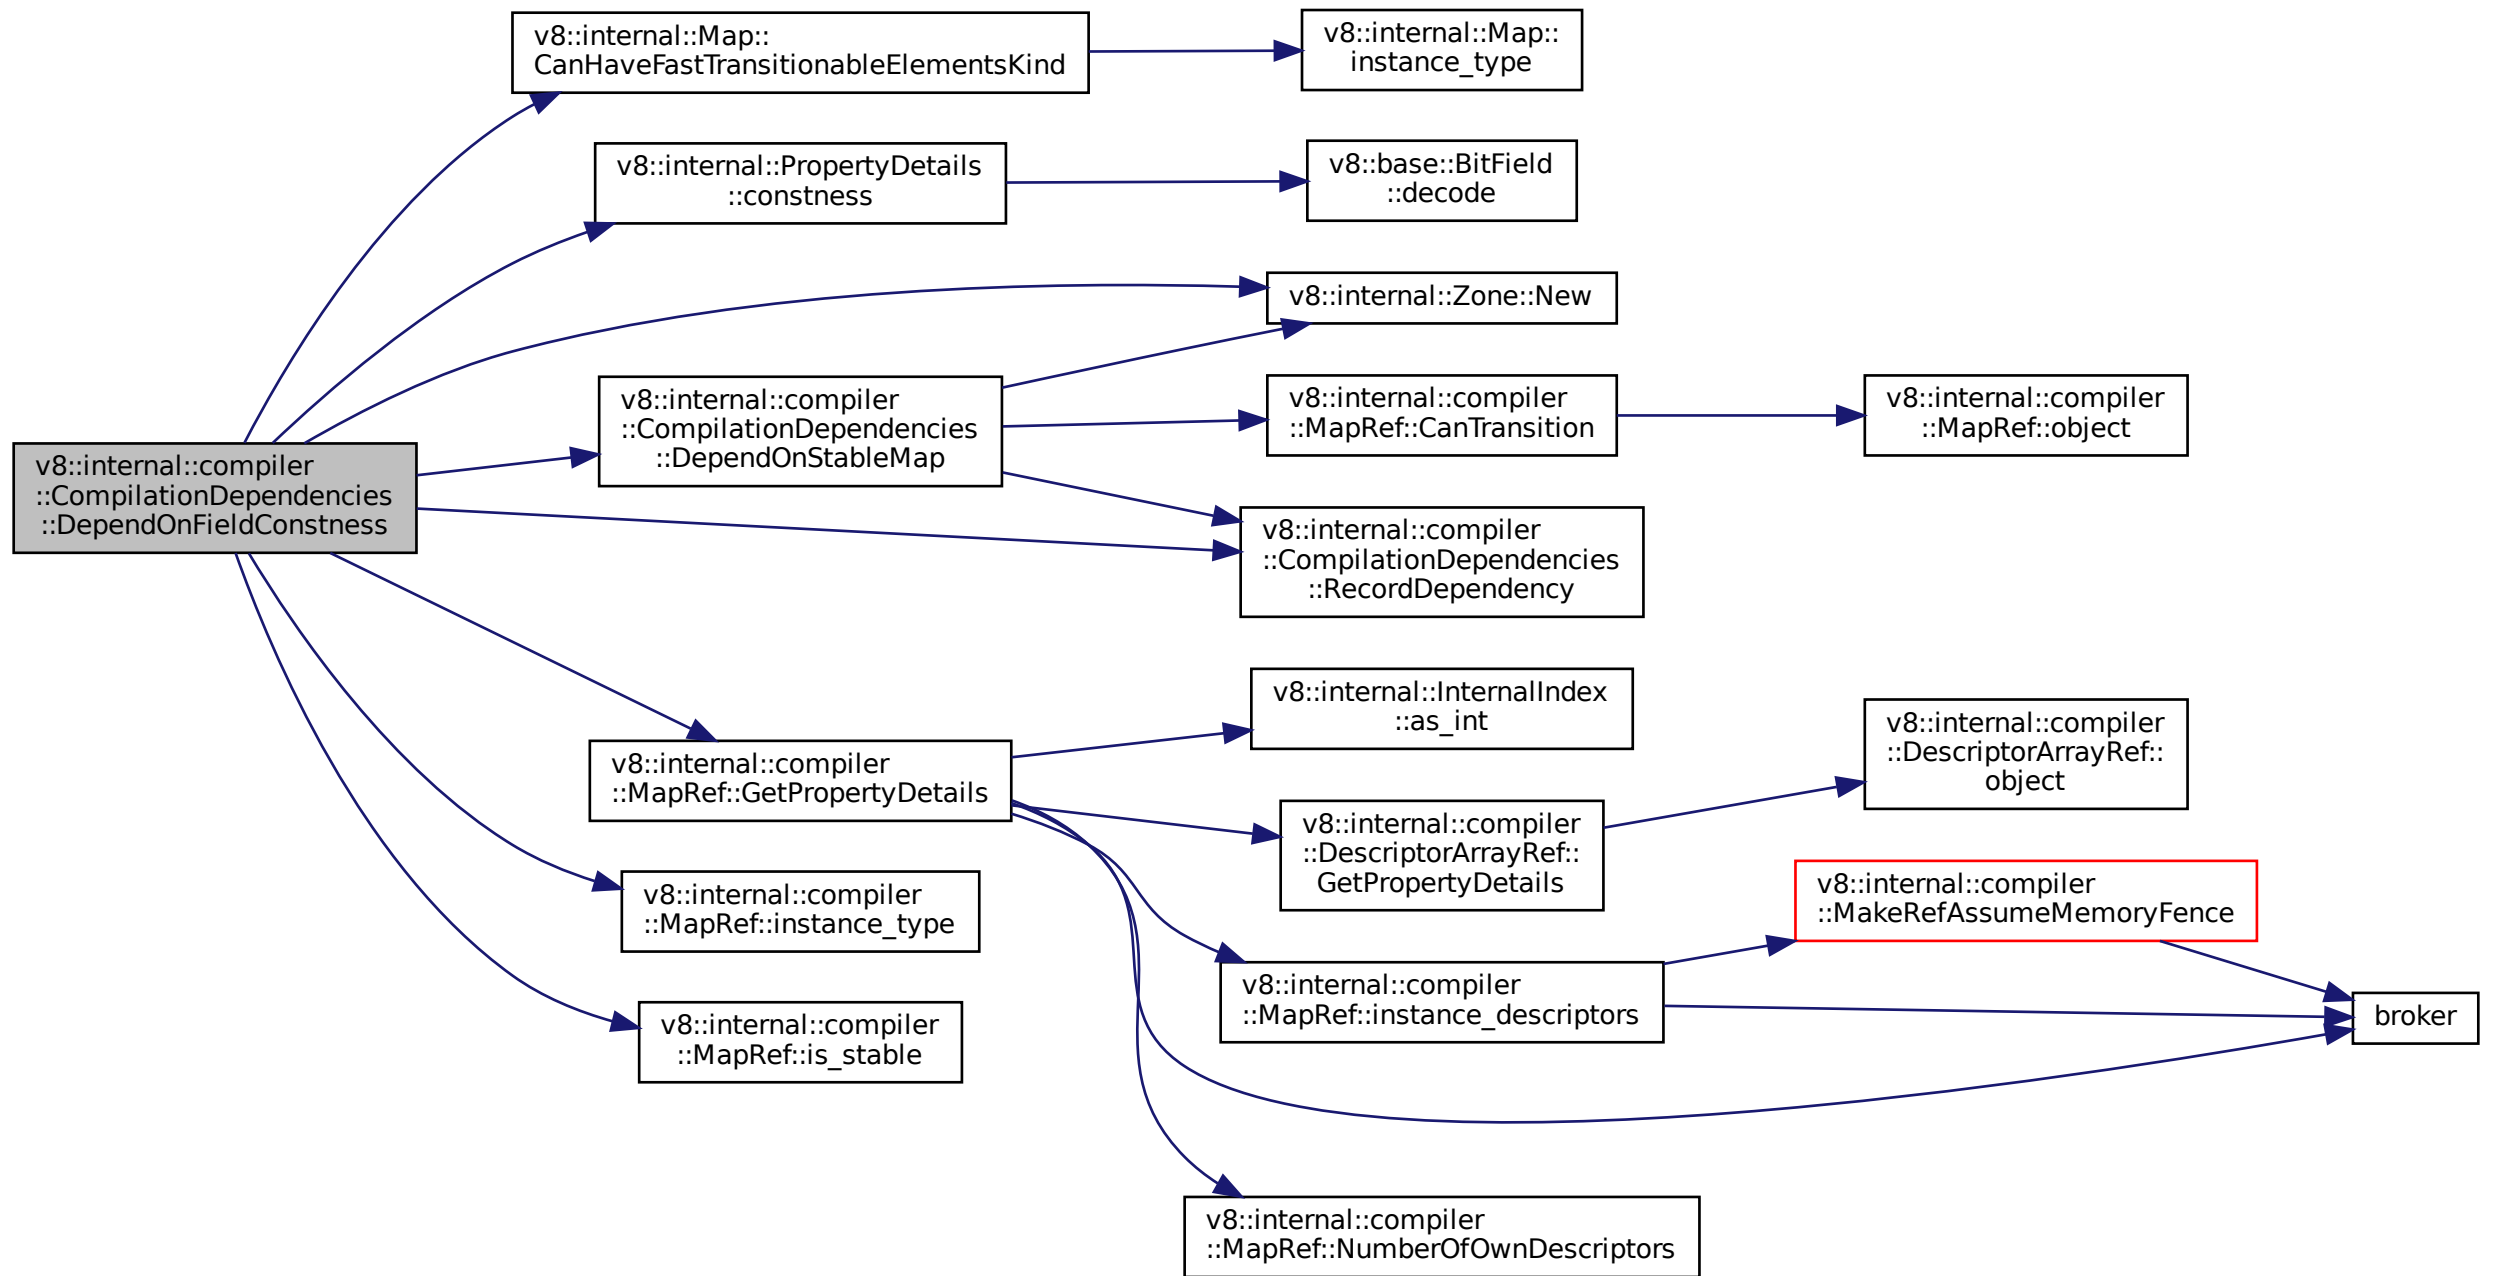 v8::internal::Map::
CanHaveFastTransitionableElementsKind
v8::internal::Map::
instance_type
v8::internal::PropertyDetails
::constness
v8::base::BitField
::decode
v8::internal::Zone::New
v8::internal::compiler
::CompilationDependencies
::DependOnStableMap
v8::internal::compiler
::MapRef::CanTransition
v8::internal::compiler
::MapRef::object
v8::internal::compiler
::CompilationDependencies
::DependOnFieldConstness
v8::internal::compiler
::CompilationDependencies
::RecordDependency
v8::internal::InternalIndex
::as_int
v8::internal::compiler
::DescriptorArrayRef::
object
v8::internal::compiler
::MapRef::GetPropertyDetails
v8::internal::compiler
::DescriptorArrayRef::
GetPropertyDetails
v8::internal::compiler
::MakeRefAssumeMemoryFence
v8::internal::compiler
::MapRef::instance_type
v8::internal::compiler
::MapRef::instance_descriptors
broker
v8::internal::compiler
::MapRef::is_stable
v8::internal::compiler
::MapRef::NumberOfOwnDescriptors